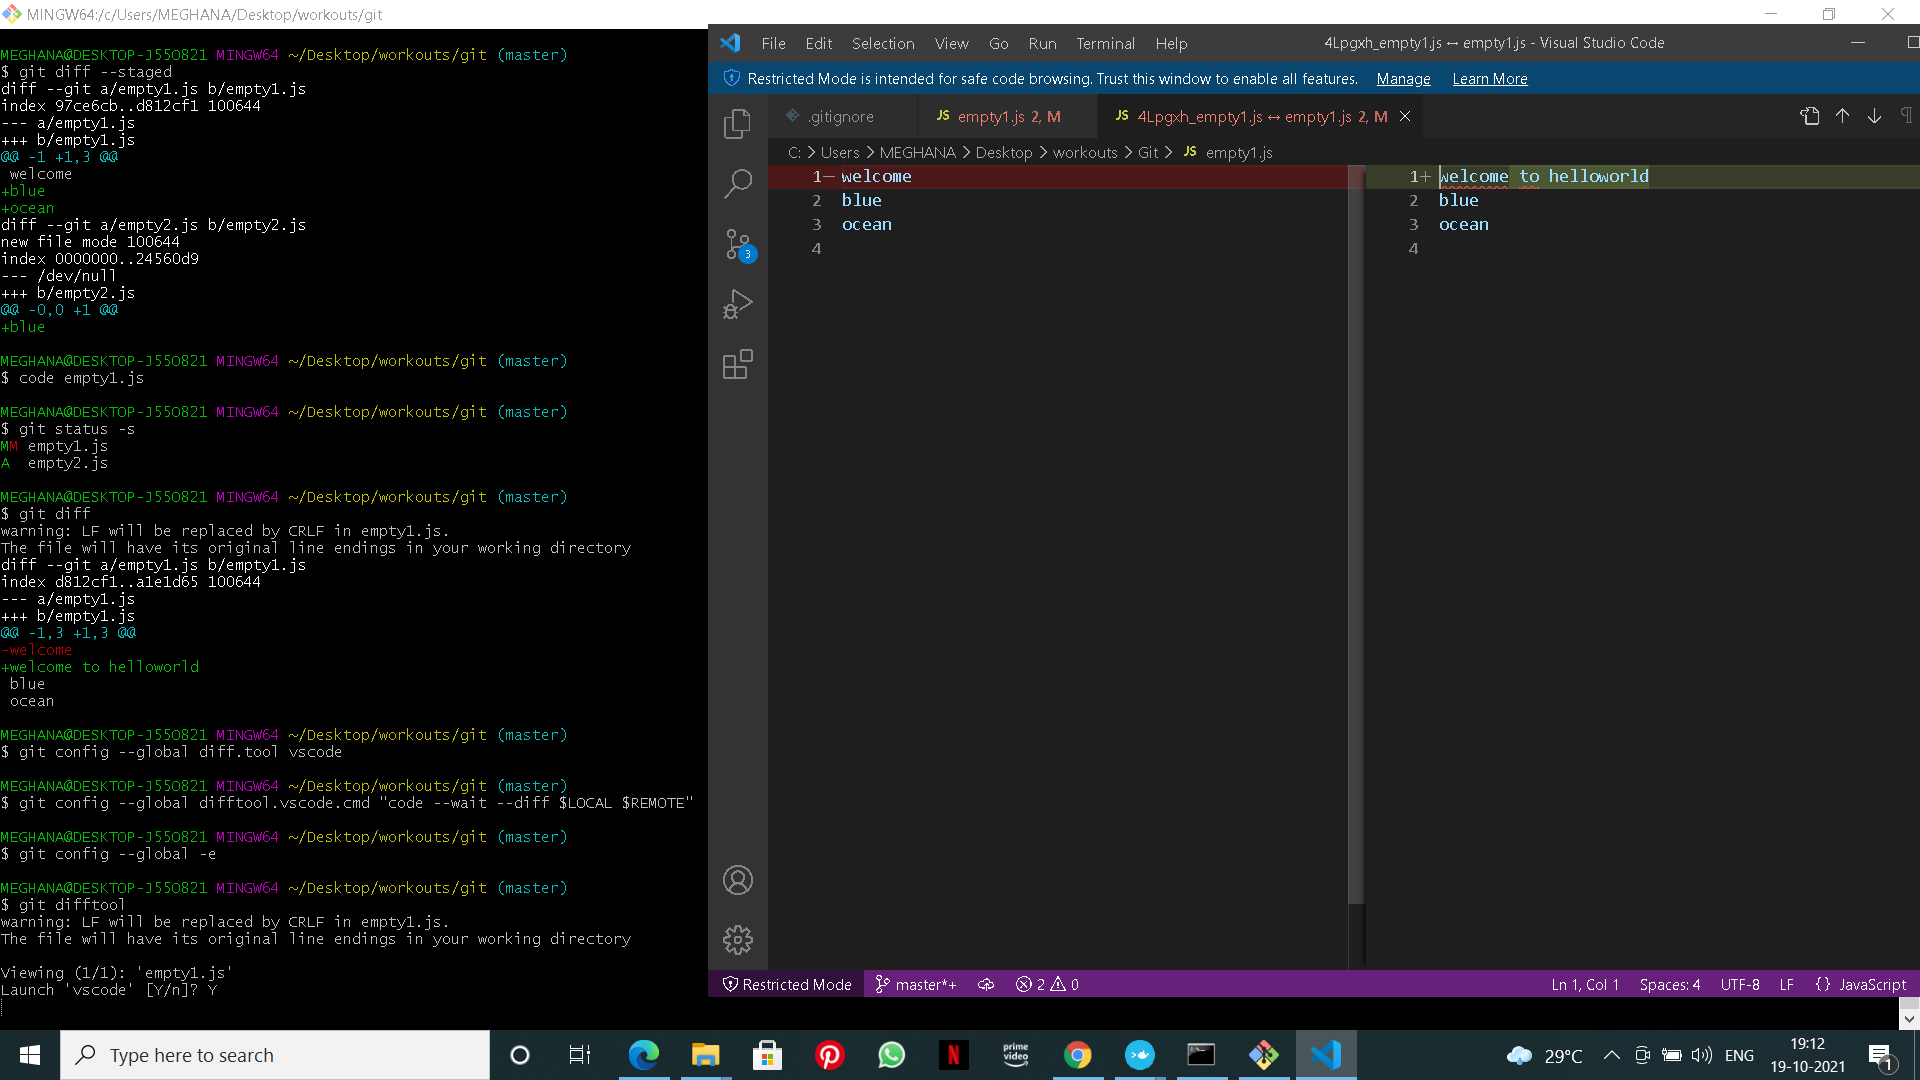 MINGW64:/c/Users/MEGHANA/Desktop/workouts/git
MEGHANA@DESKTOP-J55O821 MINGW64 ~/Desktop/workouts/git (master)
$ git diff --staged
diff --git a/empty1.js b/empty1.js
index 97ce6cb..d812cf1 100644
--- a/empty1.js
+++ b/empty1.js
@@ -1 +1,3 @@
 welcome
+blue
+ocean
diff --git a/empty2.js b/empty2.js
new file mode 100644
index 0000000..24560d9
--- /dev/null
+++ b/empty2.js
@@ -0,0 +1 @@
+blue
MEGHANA@DESKTOP-J55O821 MINGW64 ~/Desktop/workouts/git (master)
$ code empty1.js
MEGHANA@DESKTOP-J55O821 MINGW64 ~/Desktop/workouts/git (master)
$ git status -s
MM empty1.js
A  empty2.js
MEGHANA@DESKTOP-J55O821 MINGW64 ~/Desktop/workouts/git (master)
$ git diff
warning: LF will be replaced by CRLF in empty1.js.
The file will have its original line endings in your working directory
diff --git a/empty1.js b/empty1.js
index d812cf1..a1e1d65 100644
--- a/empty1.js
+++ b/empty1.js
@@ -1,3 +1,3 @@
-welcome
+welcome to helloworld
 blue
 ocean
MEGHANA@DESKTOP-J55O821 MINGW64 ~/Desktop/workouts/git (master)
$ git config --global diff.tool vscode
MEGHANA@DESKTOP-J55O821 MINGW64 ~/Desktop/workouts/git (master)
$ git config --global difftool.vscode.cmd "code --wait --diff $LOCAL $REMOTE"
MEGHANA@DESKTOP-J55O821 MINGW64 ~/Desktop/workouts/git (master)
$ git config --global -e
MEGHANA@DESKTOP-J55O821 MINGW64 ~/Desktop/workouts/git (master)
$ git difftool
warning: LF will be replaced by CRLF in empty1.js.
The file will have its original line endings in your working directory
Viewing (1/1): 'empty1.js'
Launch 'vscode' [Y/n]? Y
File Edit Selection View Go Run Terminal Help 4Lpgxh_empty1.js ↔ empty1.js - Visual Studio Code
Restricted Mode is intended for safe code browsing. Trust this window to enable all features. Manage Learn More
.gitignore JS empty1.js 2, M JS 4Lpgxh_empty1.js ↔ empty1.js 2, M
C: > Users > MEGHANA > Desktop > workouts > Git > JS empty1.js
1— welcome
2 blue
3 ocean
4
1+ welcome to helloworld
2 blue
3 ocean
4
3
Restricted Mode master*+ 2 0 Ln 1, Col 1 Spaces: 4 UTF-8 LF {} JavaScript
Type here to search
N
prime video
29°C ENG
19:12
19-10-2021
1